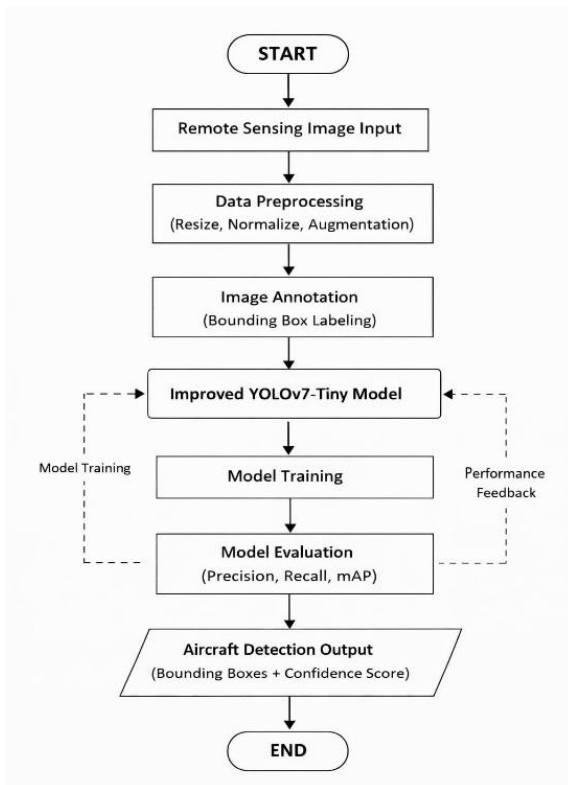 START
Remote Sensing Image Input
Data Preprocessing
(Resize, Normalize, Augmentation)
Image Annotation
(Bounding Box Labeling)
Improved YOLOv7-Tiny Model
Model Training
Performance
Feedback
Model Training
Model Evaluation
(Precision, Recall, mAP)
Aircraft Detection Output
(Bounding Boxes + Confidence Score)
END